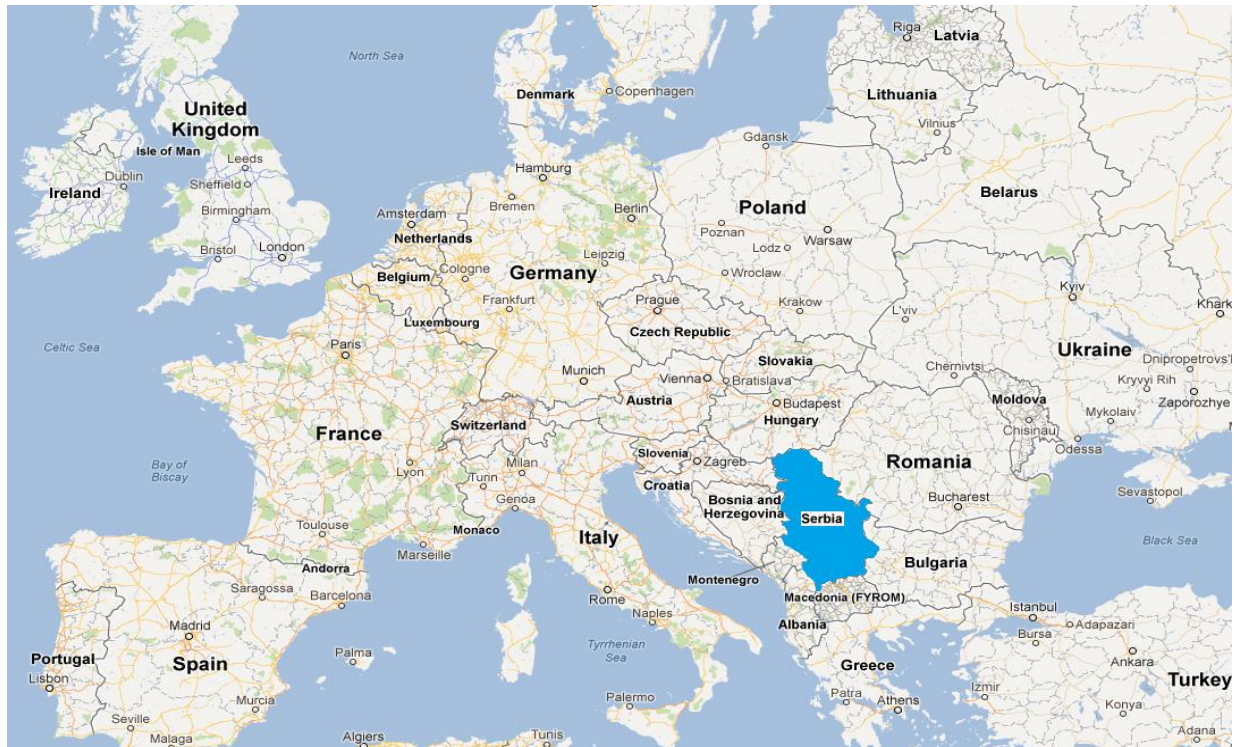 Riga
Latvia
North Sea
Denmark
Copenhagen
Lithuania
United
Kingdom
Vilnius
Gdansk
Isle of Man
Leeds
Hamburg
Dublin
Sheffield
Ireland
Belarus
Bremen
Berlin
Poland
Birmingham
Amsterdam
Poznan
Warsaw
Netherlands
Bristol
London
Lodz
Leipzig
Belgium
Cologne
Germany
Wroclaw
Kyiv
Frankfurt
Prague
Krakow
Khark
L'viv
Luxembourg
Czech Republic
Celtic Sea
Paris
Ukraine
Slovakia
Dnipropetrovs'l
Chernivtsi
Munich
Vienna
Bratislava
Kryvyi Rih
Austria
Moldova
Zaporozhye
Budapest
Mykolaiv
Switzerland
Hungary
Chisinau
France
Odessa
Slovenia
Zagreb
Romania
Bay of
Biscay
Lyon
Milan
Turin
Croatia
Sevastopol
Genoa
Bosnia and
Herzegovina
Bucharest
Serbia
Toulouse
Monaco
Italy
Black Sea
Marseille
Andorra
Bulgaria
Montenegro
Saragossa
Rome
Macedonia (FYROM)
Barcelona
Istanbul
Naples
Albania
Adapazari
Madrid
Bursa
Tyrrhenian
Sea
Palma
Ankara
Portugal
Spain
Greece
Turkey
Lisbon
Palermo
Patra
Athens
Izmir
Murcia
Konya
Seville
Malaga
Algiers
Tunis
Adana